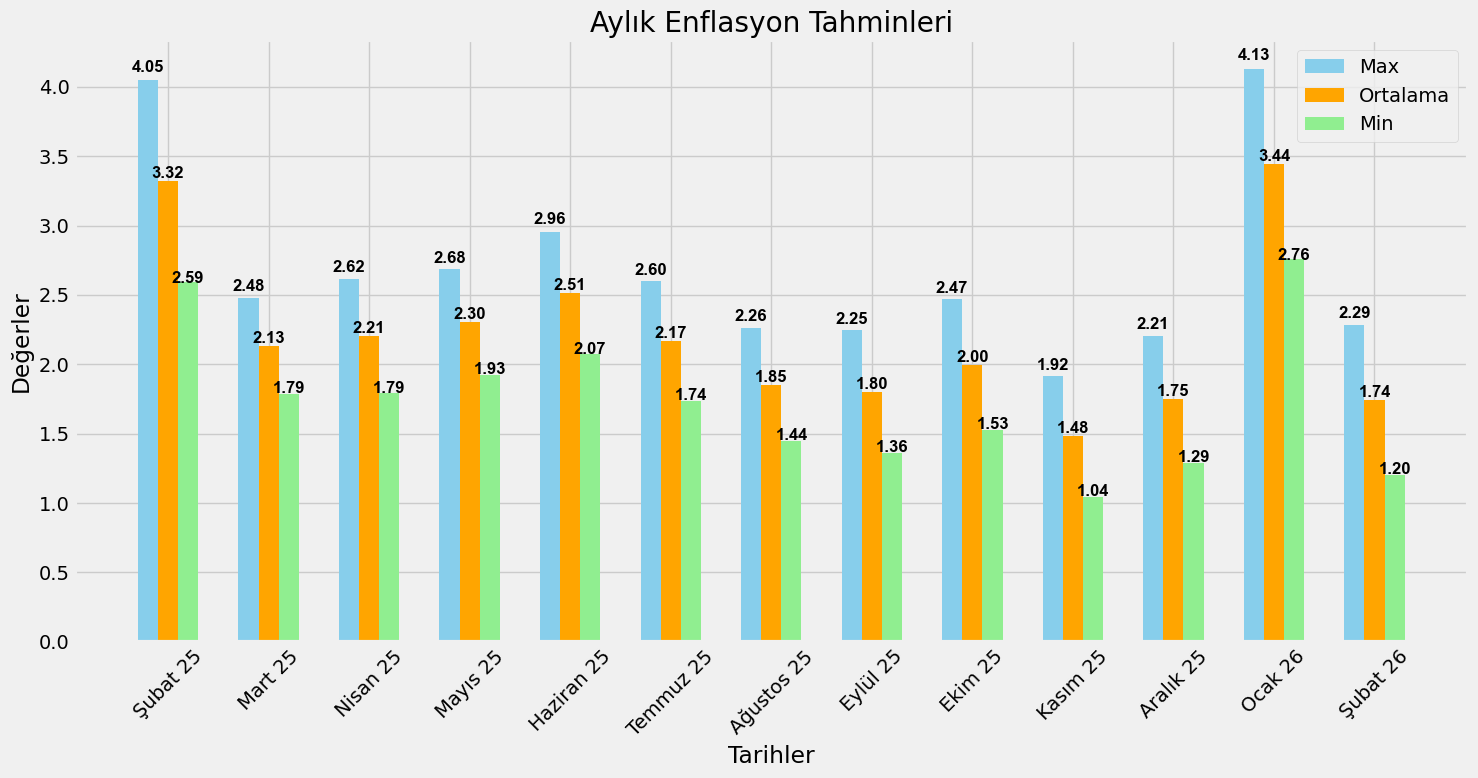 Aylık Enflasyon Tahminleri
Max
Ortalama
Min
Değerler
4.0
3.5
3.0
2.5
2.0
1.5
1.0
0.5
0.0
4.05
3.32
2.59
2.48
2.13
1.79
2.62
2.21
1.79
2.68
2.30
1.93
2.96
2.51
2.07
2.60
2.17
1.74
2.26
1.85
1.44
2.25
1.80
1.36
2.47
2.00
1.53
1.92
1.48
1.04
2.21
1.75
1.29
4.13
3.44
2.76
2.29
1.74
1.20
Şubat 25
Mart 25
Nisan 25
Mayıs 25
Haziran 25
Temmuz 25
Ağustos 25
Eylül 25
Ekim 25
Kasım 25
Aralık 25
Ocak 26
Şubat 26
Tarihler